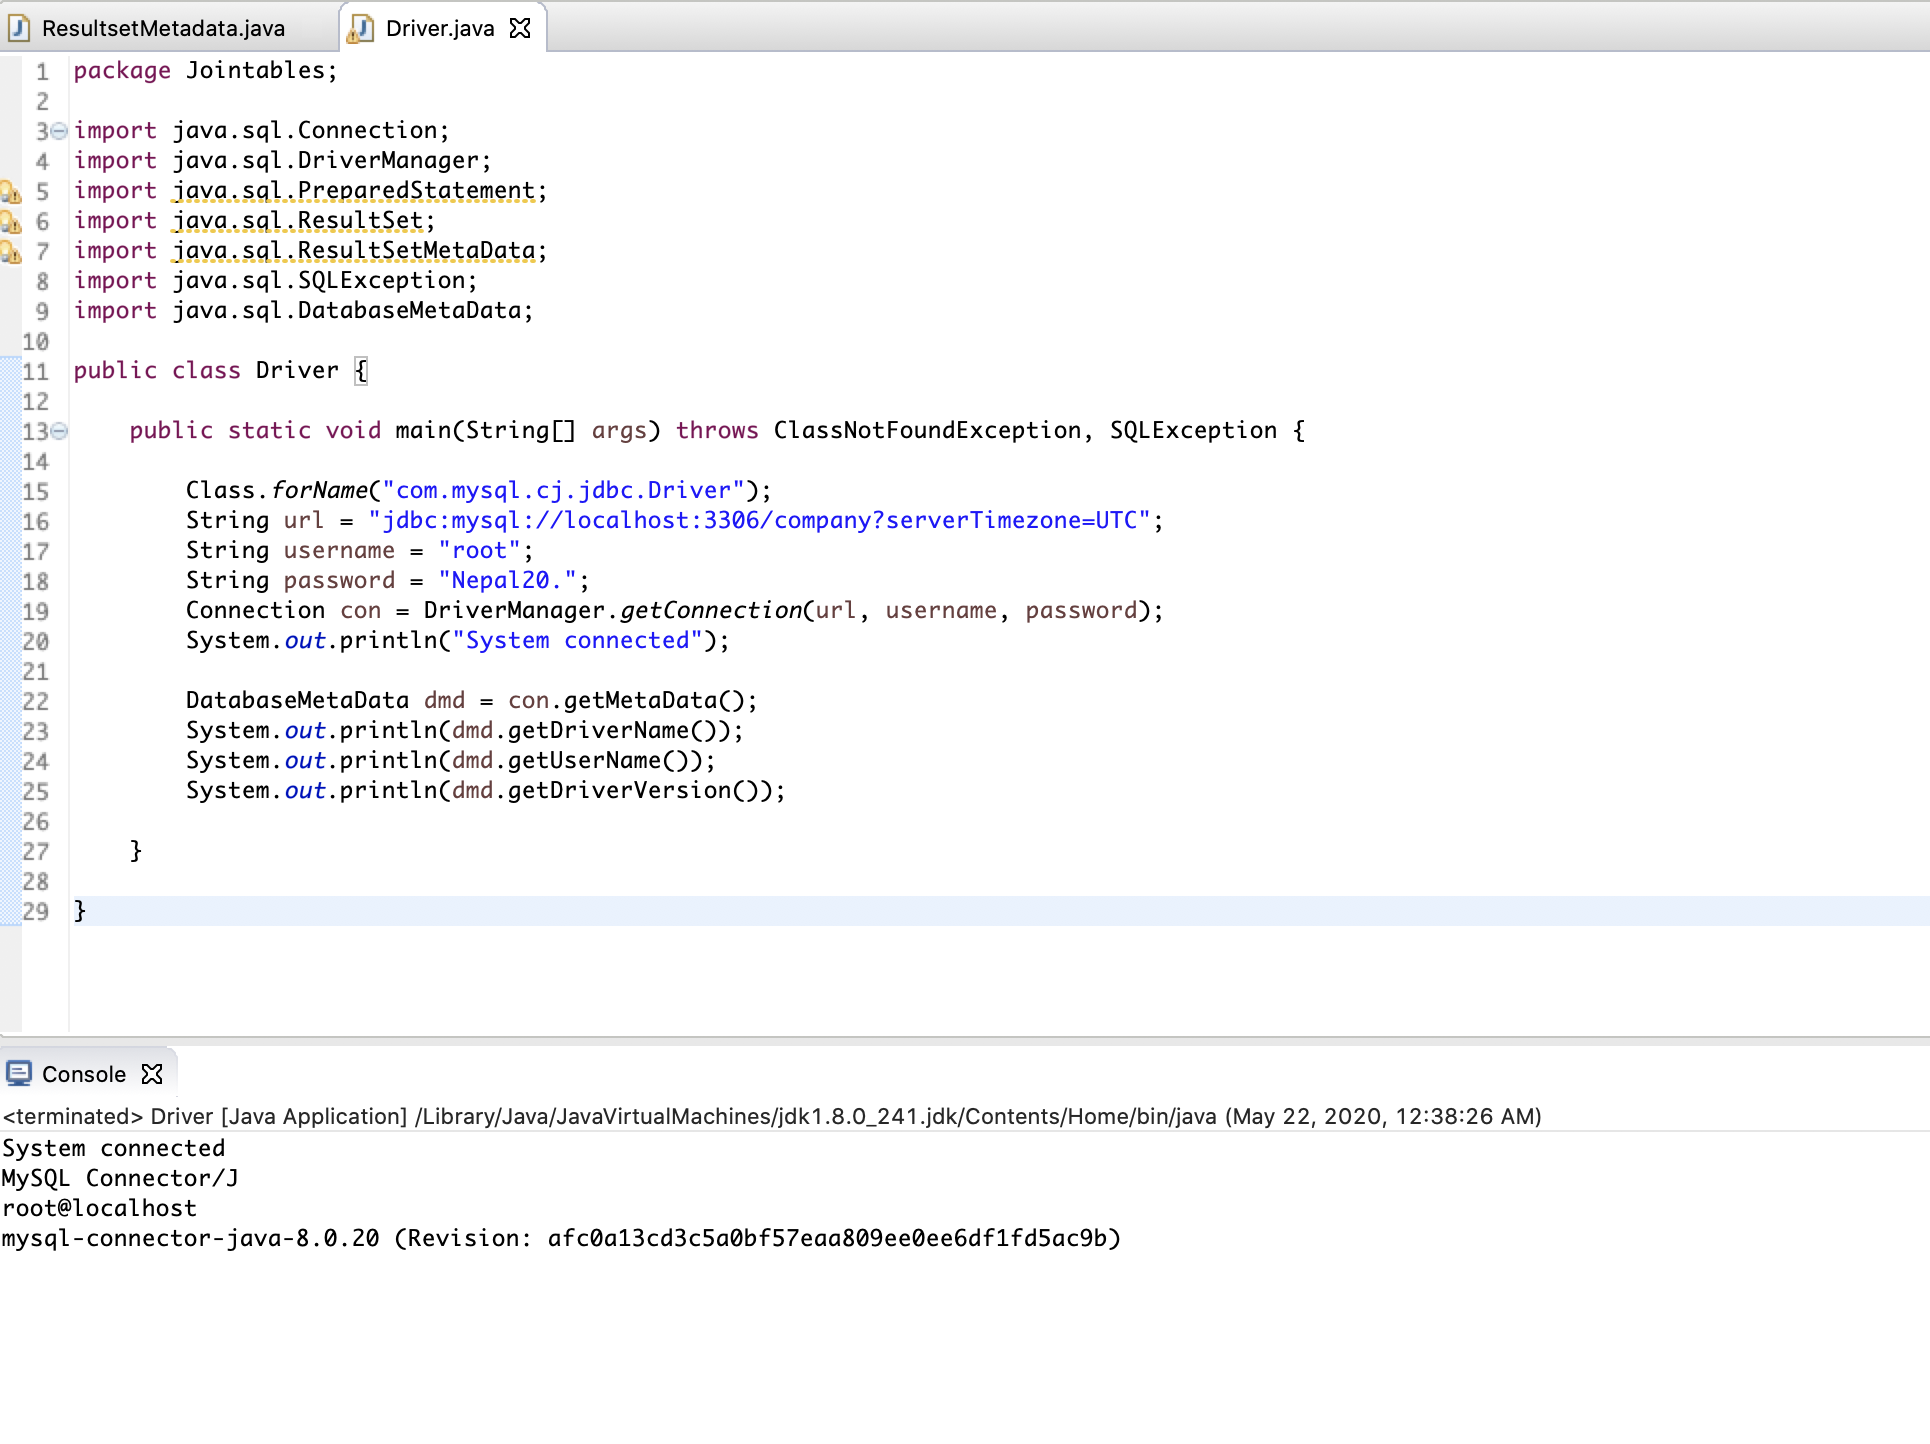 ResultsetMetadata.java Driver.java
1 package Jointables;
2
3 import java.sql.Connection;
4 import java.sql.DriverManager;
5 import java.sql.PreparedStatement;
6 import java.sql.ResultSet;
7 import java.sql.ResultSetMetaData;
8 import java.sql.SQLException;
9 import java.sql.DatabaseMetaData;
10
11 public class Driver {
12
13 public static void main(String[] args) throws ClassNotFoundException, SQLException {
14
15 Class.forName("com.mysql.cj.jdbc.Driver");
16 String url = "jdbc:mysql://localhost:3306/company?serverTimezone=UTC";
17 String username = "root";
18 String password = "Nepal20.";
19 Connection con = DriverManager.getConnection(url, username, password);
20 System.out.println("System connected");
21
22 DatabaseMetaData dmd = con.getMetaData();
23 System.out.println(dmd.getDriverName());
24 System.out.println(dmd.getUserName());
25 System.out.println(dmd.getDriverVersion());
26
27 }
28
29 }
Console
<terminated> Driver [Java Application] /Library/Java/JavaVirtualMachines/jdk1.8.0_241.jdk/Contents/Home/bin/java (May 22, 2020, 12:38:26 AM)
System connected
MySQL Connector/J
root@localhost
mysql-connector-java-8.0.20 (Revision: afc0a13cd3c5a0bf57eaa809ee0ee6df1fd5ac9b)